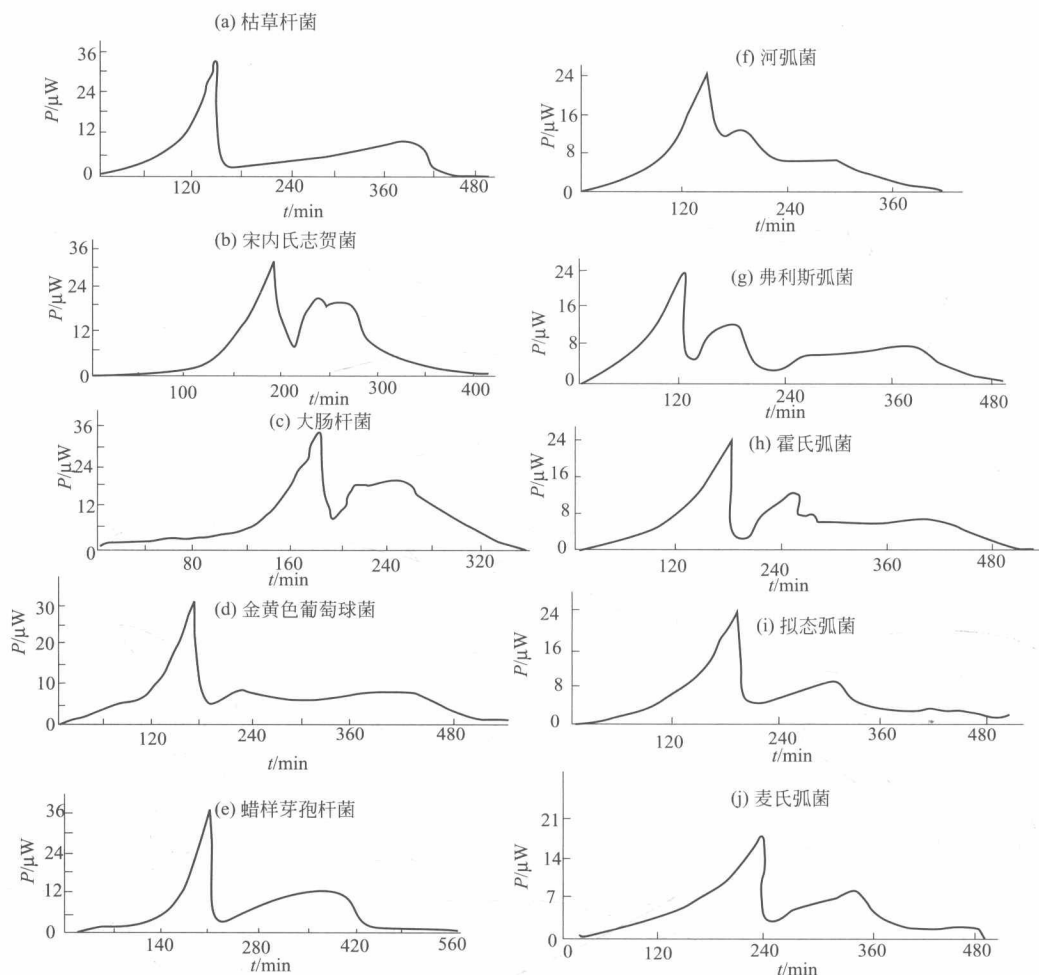 (a) 枯草杆菌
P/μW
36
24
12
0
120 240 360 480
t/min
(b) 宋内氏志贺菌
P/μW
36
24
12
0
100 200 300 400
t/min
(c) 大肠杆菌
P/μW
36
24
12
0
80 160 240 320
t/min
(d) 金黄色葡萄球菌
P/μW
30
20
10
0
120 240 360 480
t/min
(e) 蜡样芽孢杆菌
P/μW
36
24
12
0
140 280 420 560
t/min
(f) 河弧菌
P/μW
24
16
8
0
120 240 360
t/min
(g) 弗利斯弧菌
P/μW
24
16
8
0
120 240 360 480
t/min
(h) 霍氏弧菌
P/μW
24
16
8
0
120 240 360 480
t/min
(i) 拟态弧菌
P/μW
24
16
8
0
120 240 360 480
t/min
(j) 麦氏弧菌
P/μW
21
14
7
0
0 120 240 360 480
t/min